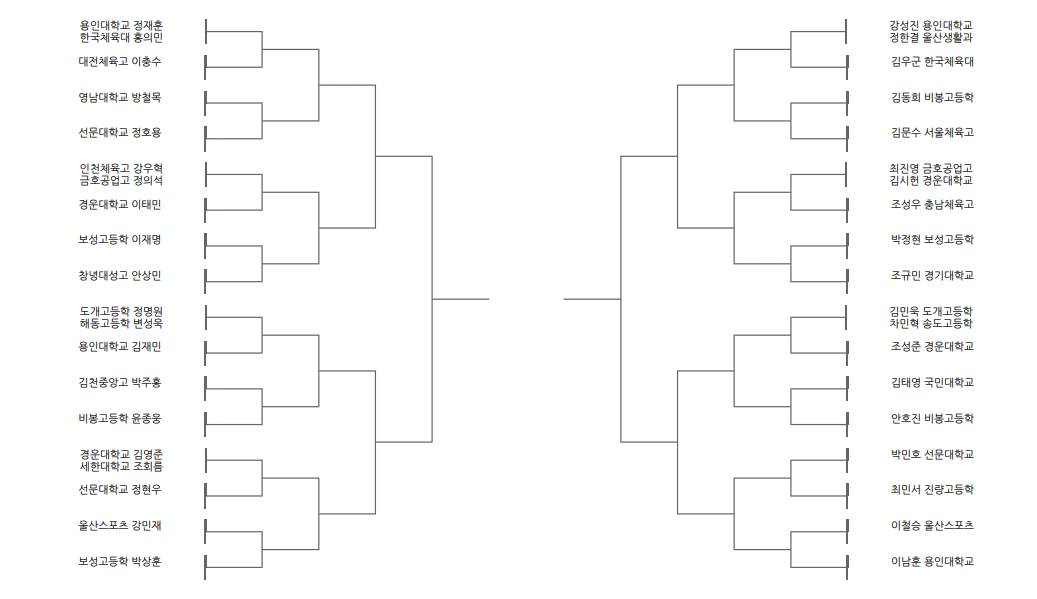 용인대학교 정재훈
한국체육대 홍의민
대전체육고 이충수
영남대학교 방철목
선문대학교 정호용
인천체육고 강우혁
금호공업고 정의석
경운대학교 이태민
보성고등학 이재명
창녕대성고 안상민
도개고등학 정명원
해동고등학 변성욱
용인대학교 김재민
김천중앙고 박주홍
비봉고등학 윤종웅
경운대학교 김영준
세한대학교 조회름
선문대학교 정현우
울산스포츠 강민재
보성고등학 박상훈
강성진 용인대학교
정한결 울산생활과
김우군 한국체육대
김동희 비봉고등학
김문수 서울체육고
최진영 금호공업고
김시헌 경운대학교
조성우 충남체육고
박정현 보성고등학
조규민 경기대학교
김민욱 도개고등학
차민혁 송도고등학
조성준 경운대학교
김태영 국민대학교
안호진 비봉고등학
박민호 선문대학교
최민서 진량고등학
이철승 울산스포츠
이남훈 용인대학교